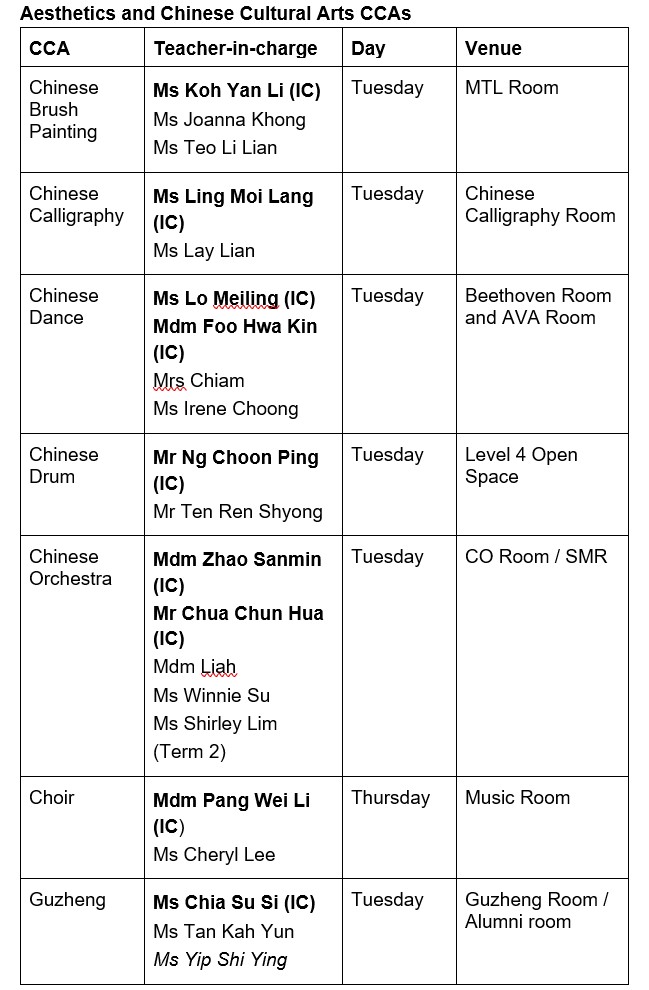 Aesthetics and Chinese Cultural Arts CCAs
CCA Teacher-in-charge Day Venue
Chinese
Brush
Painting
Ms Koh Yan Li (IC)
Ms Joanna Khong
Ms Teo Li Lian
Tuesday
MTL Room
Chinese
Calligraphy
Ms Ling Moi Lang
(IC)
Ms Lay Lian
Tuesday
Chinese
Calligraphy Room
Chinese
Dance
Ms Lo Meiling (IC)
Mdm Foo Hwa Kin
(IC)
Mrs Chiam
Ms Irene Choong
Tuesday
Beethoven Room
and AVA Room
Chinese
Drum
Mr Ng Choon Ping
(IC)
Mr Ten Ren Shyong
Tuesday
Level 4 Open
Space
Chinese
Orchestra
Mdm Zhao Sanmin
(IC)
Mr Chua Chun Hua
(IC)
Mdm Liah
Ms Winnie Su
Ms Shirley Lim
(Term 2)
Tuesday
CO Room / SMR
Choir
Mdm Pang Wei Li
(IC)
Ms Cheryl Lee
Thursday
Music Room
Guzheng
Ms Chia Su Si (IC)
Ms Tan Kah Yun
Ms Yip Shi Ying
Tuesday
Guzheng Room /
Alumni room